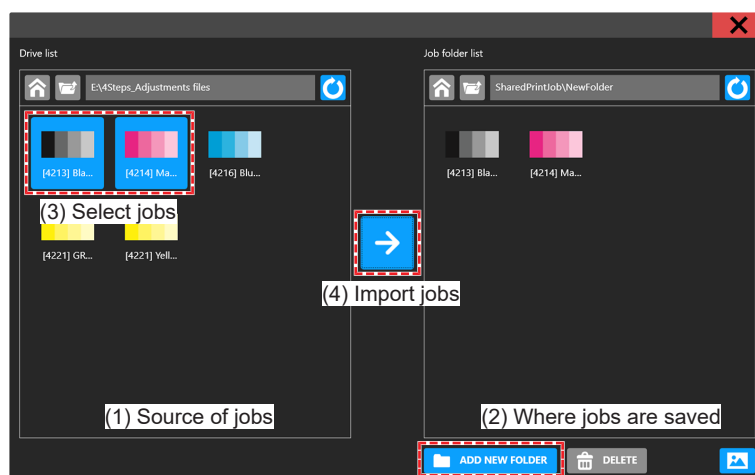 Drive list
Job folder list
E:\4Steps_Adjustments files
SharedPrintJob\NewFolder
[4213] Bla...
[4214] Ma...
[4216] Blu...
[4213] Bla...
[4214] Ma...
(3) Select jobs
[4221] GR...
[4221] Yell...
(4) Import jobs
(1) Source of jobs
(2) Where jobs are saved
ADD NEW FOLDER
DELETE